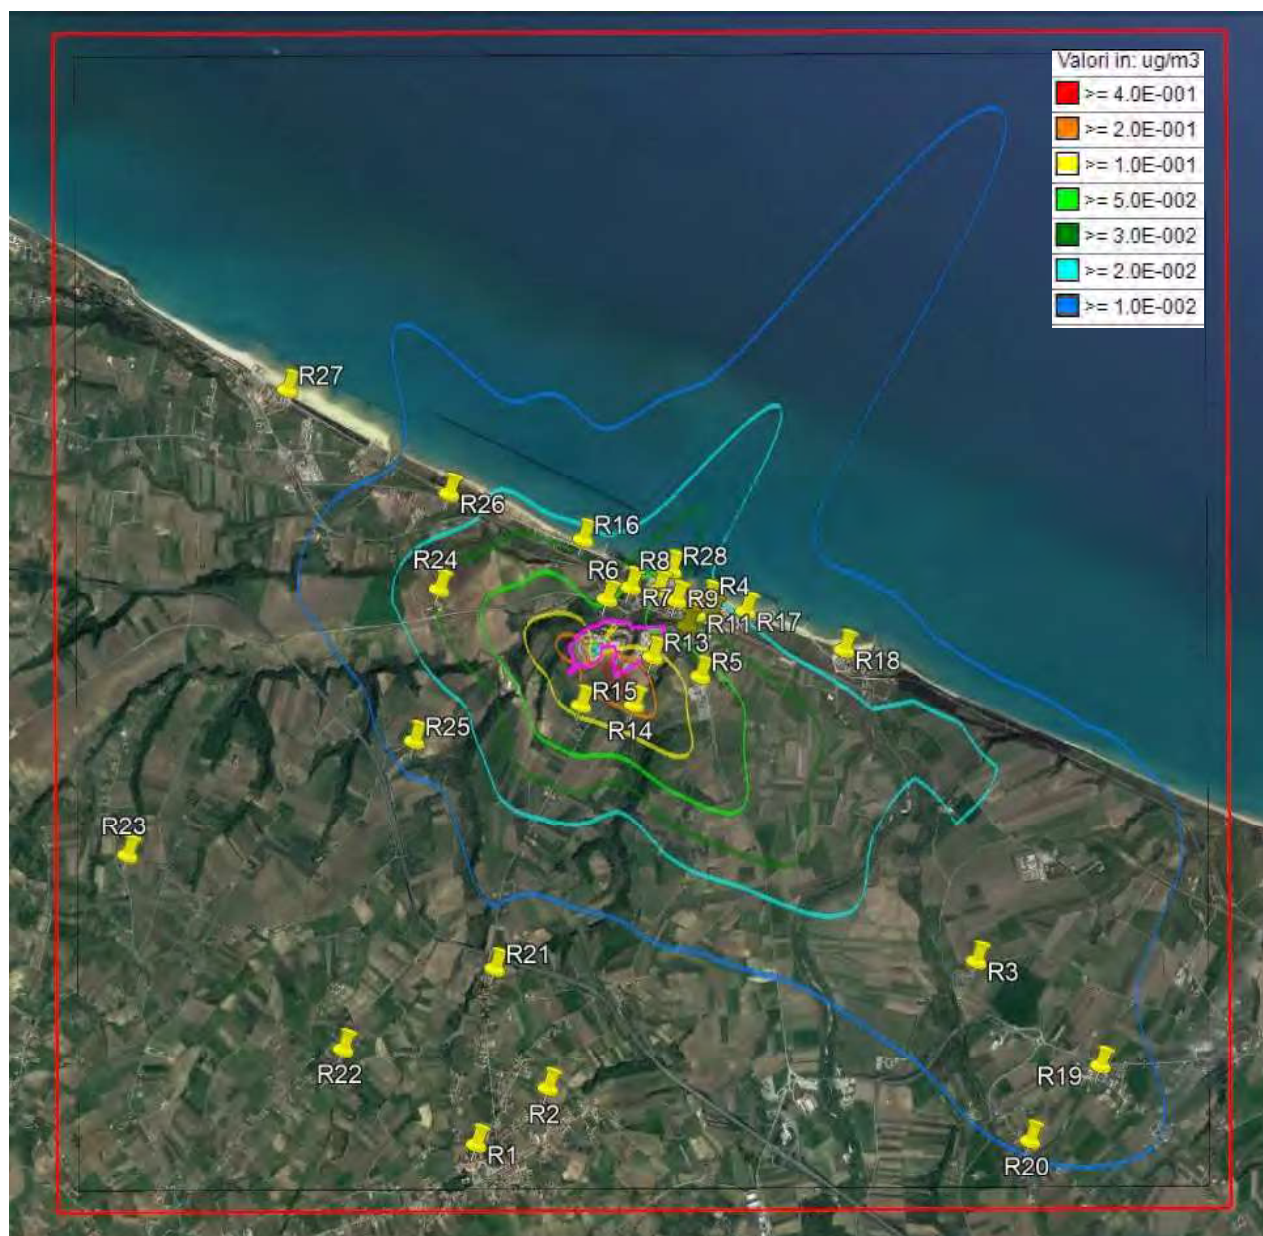 Valori in: ug/m3
>= 4.0E-001
>= 2.0E-001
>= 1.0E-001
>= 5.0E-002
>= 3.0E-002
>= 2.0E-002
>= 1.0E-002
R27
R26
R16
R24
R6
R8
R28
R7
R9
R4
R11
R17
R13
R18
R5
R15
R14
R25
R23
R21
R3
R22
R19
R2
R1
R20